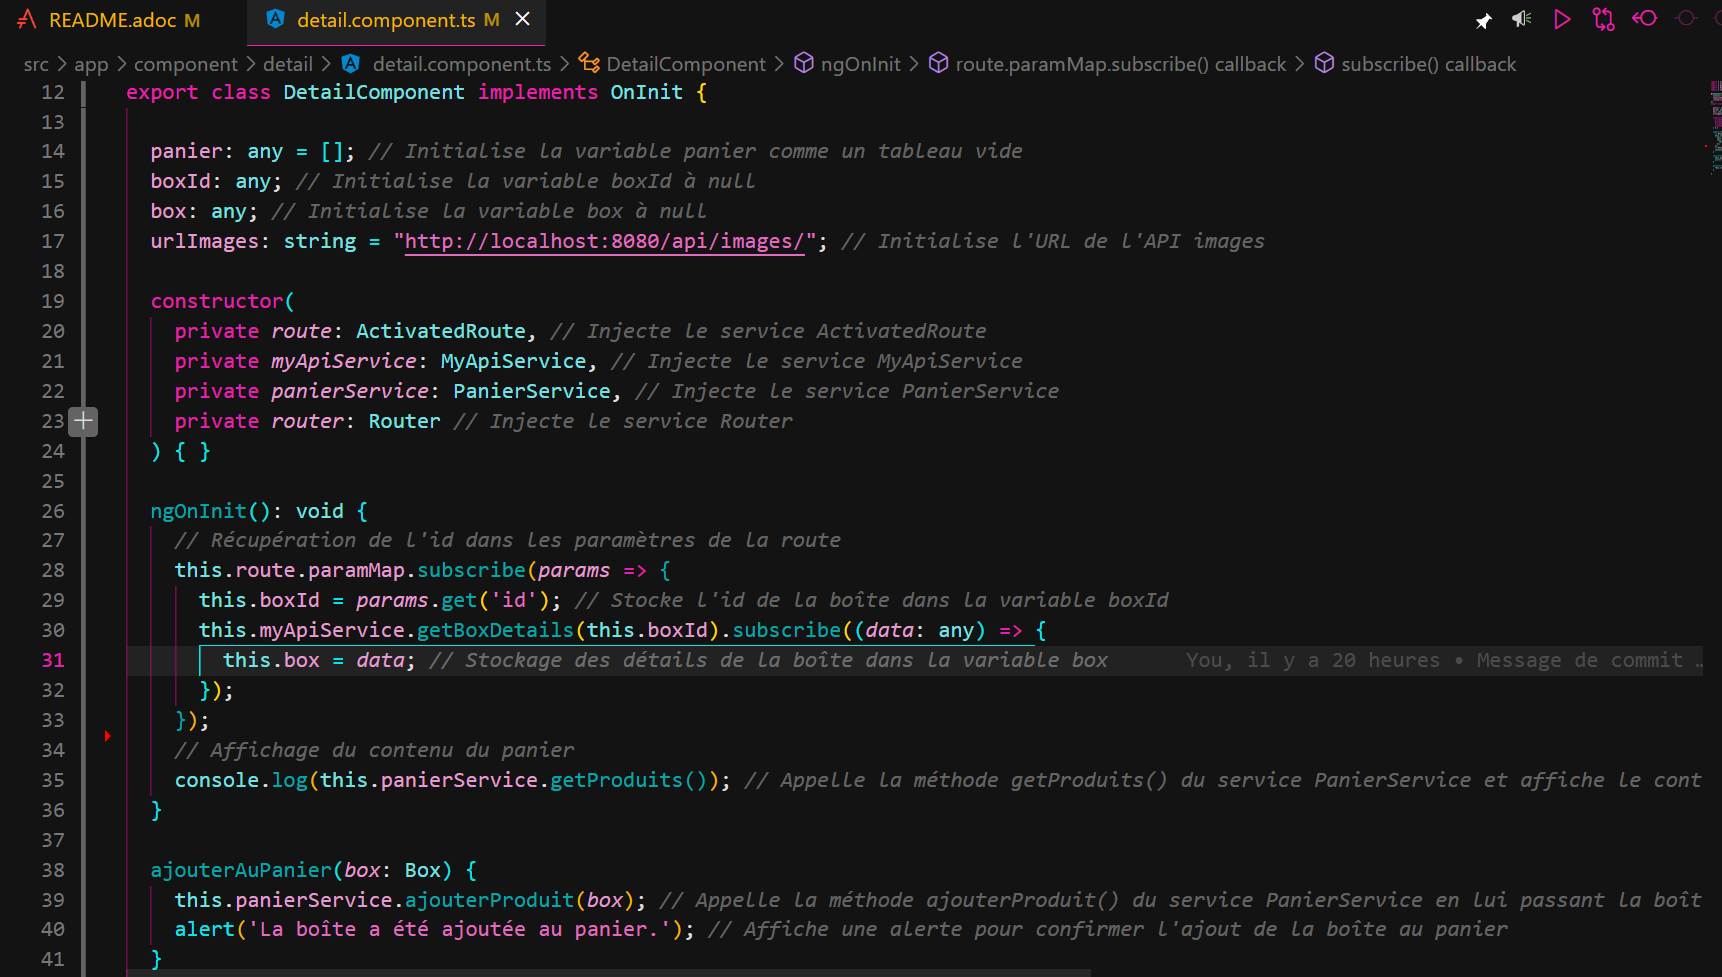 README.adoc M
detail.component.ts M
src > app > component > detail > detail.component.ts > DetailComponent > ngOnInit > route.paramMap.subscribe() callback > subscribe() callback
12 export class DetailComponent implements OnInit {
13
14 panier: any = []; // Initialise la variable panier comme un tableau vide
15 boxId: any; // Initialise la variable boxId à null
16 box: any; // Initialise la variable box à null
17 urlImages: string = "http://localhost:8080/api/images/"; // Initialise l'URL de l'API images
18
19 constructor(
20 private route: ActivatedRoute, // Injecte le service ActivatedRoute
21 private myApiService: MyApiService, // Injecte le service MyApiService
22 private panierService: PanierService, // Injecte le service PanierService
23 private router: Router // Injecte le service Router
24 ) { }
25
26 ngOnInit(): void {
27 // Récupération de l'id dans les paramètres de la route
28 this.route.paramMap.subscribe(params => {
29 this.boxId = params.get('id'); // Stocke l'id de la boîte dans la variable boxId
30 this.myApiService.getBoxDetails(this.boxId).subscribe((data: any) => {
31 this.box = data; // Stockage des détails de la boîte dans la variable box You, il y a 20 heures • Message de commit …
32 });
33 });
34 // Affichage du contenu du panier
35 console.log(this.panierService.getProduits()); // Appelle la méthode getProduits() du service PanierService et affiche le cont
36 }
37
38 ajouterAuPanier(box: Box) {
39 this.panierService.ajouterProduit(box); // Appelle la méthode ajouterProduit() du service PanierService en lui passant la boît
40 alert('La boîte a été ajoutée au panier.'); // Affiche une alerte pour confirmer l'ajout de la boîte au panier
41 }